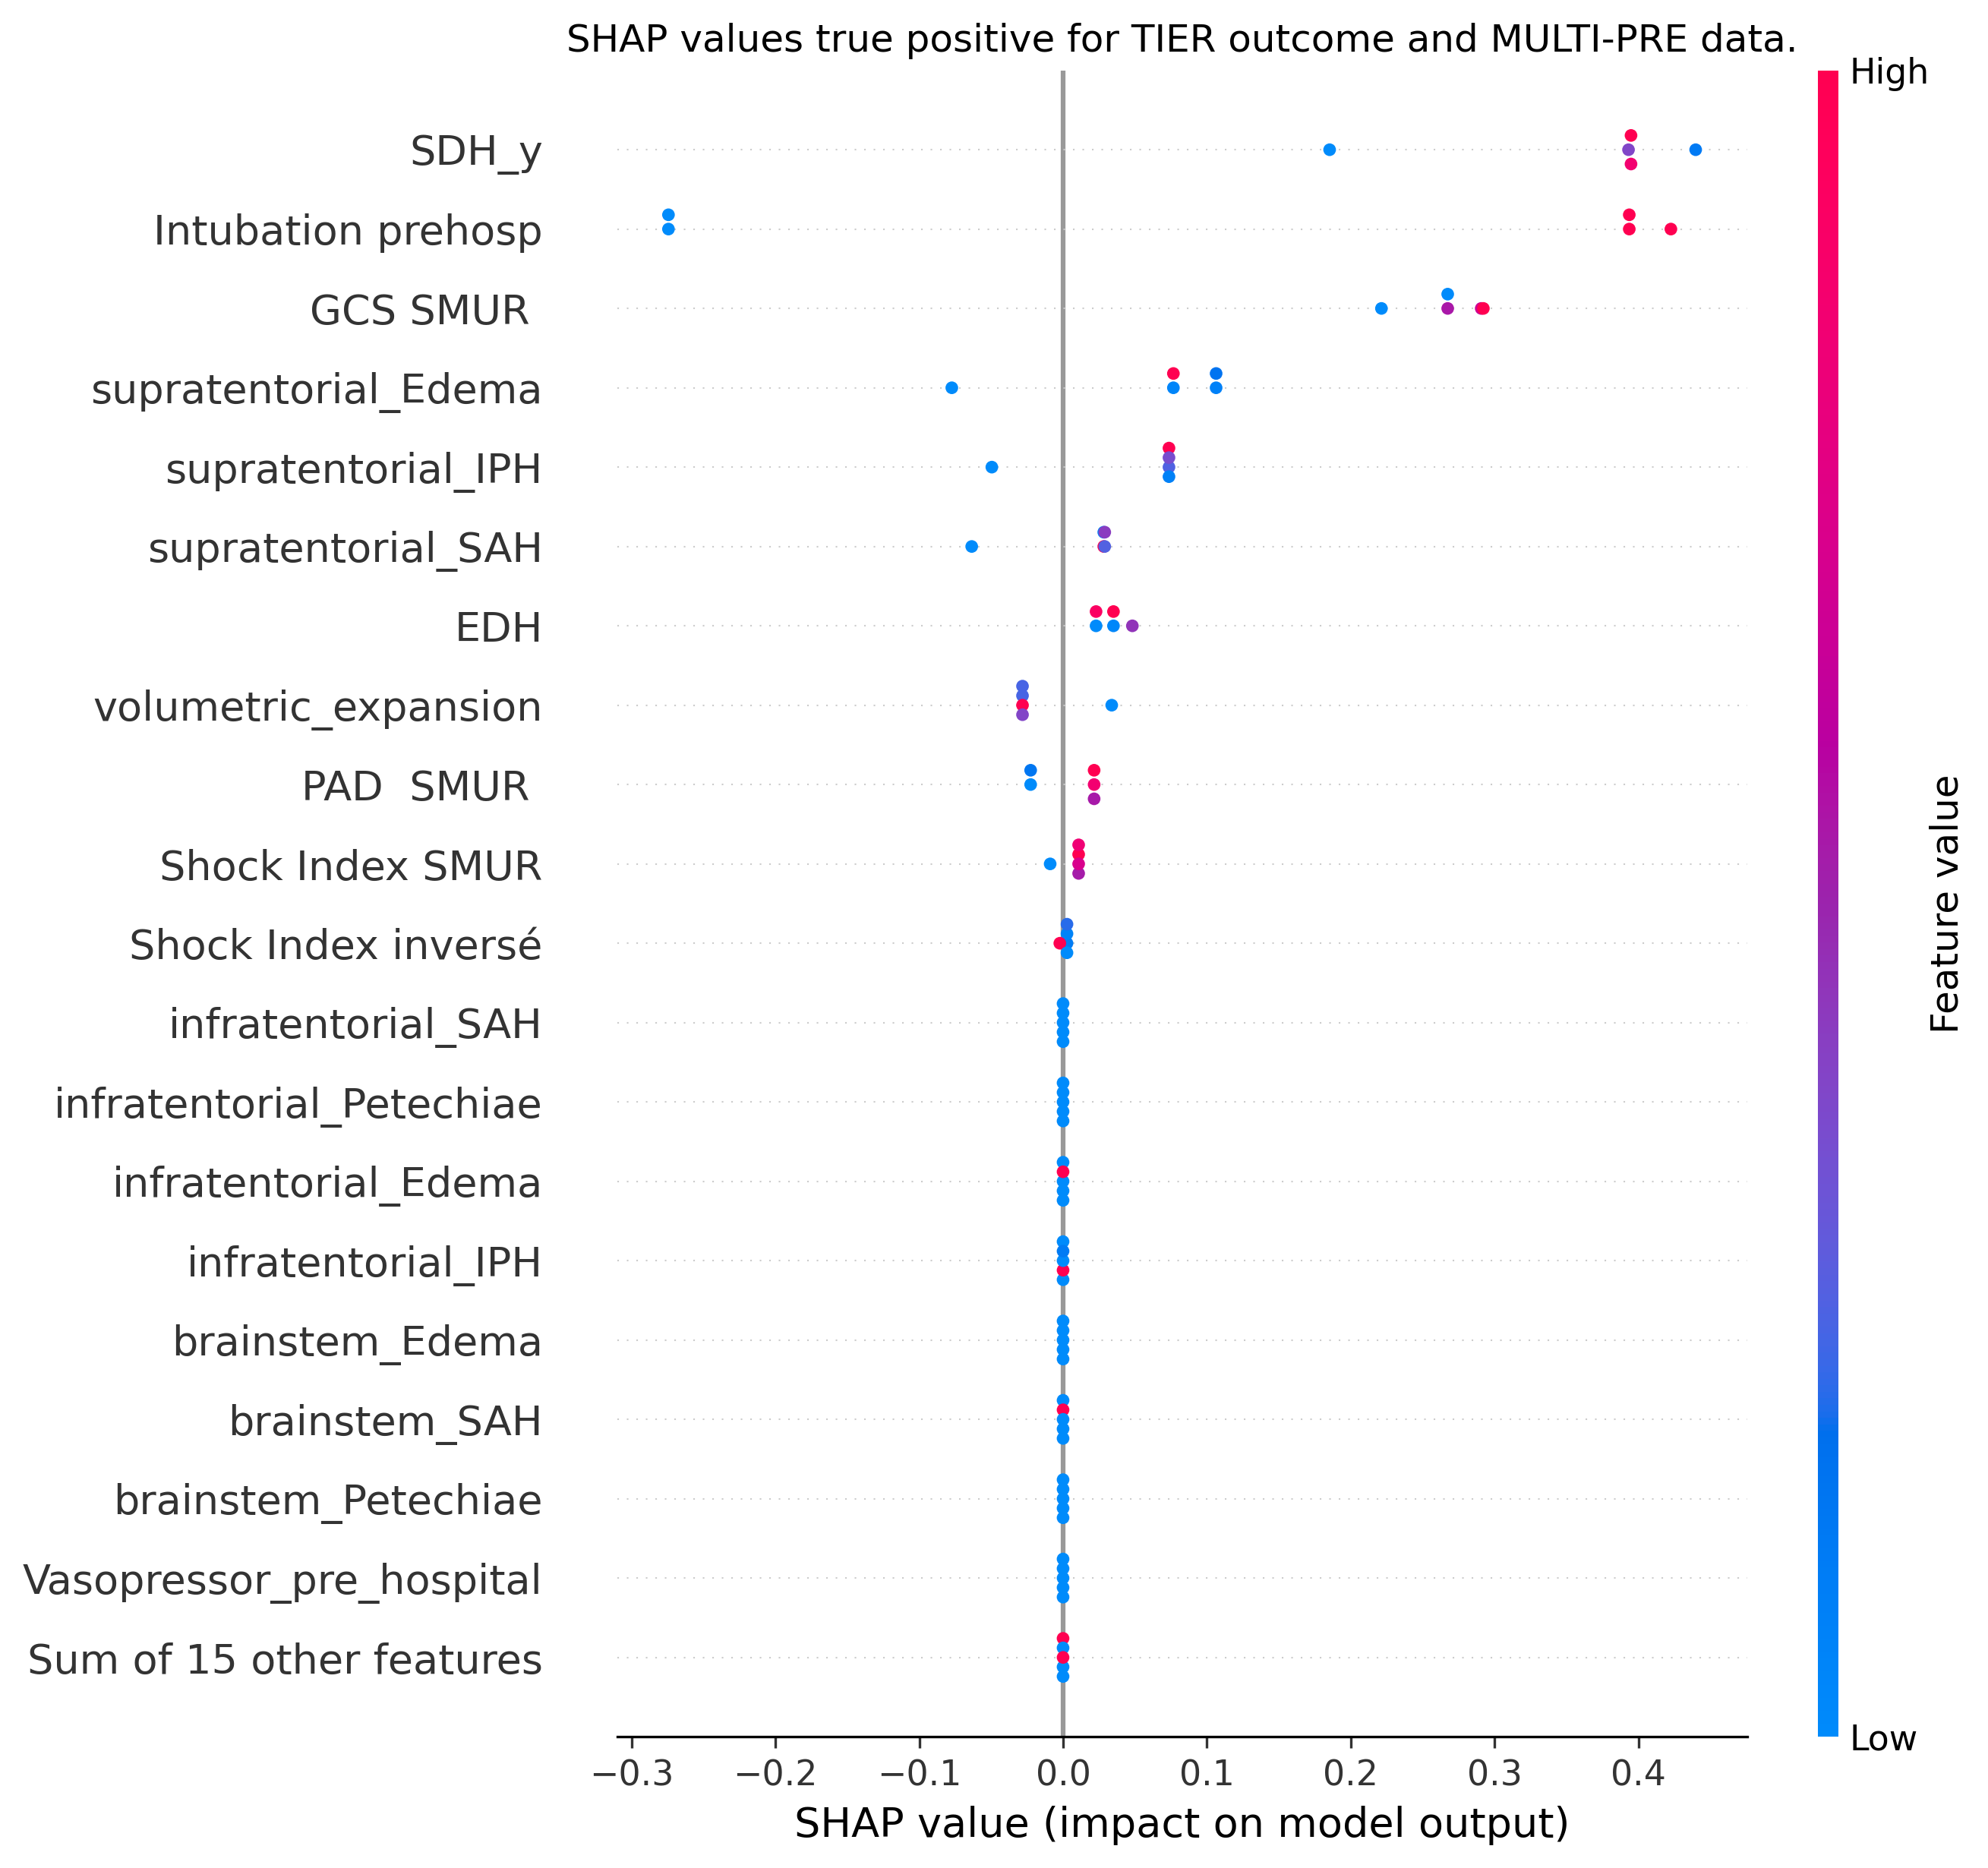 SHAP values true positive for TIER outcome and MULTI-PRE data.
High
SDH_y
Intubation prehosp
GCS SMUR
supratentorial_Edema
supratentorial_IPH
supratentorial_SAH
EDH
volumetric_expansion
PAD  SMUR
Shock Index SMUR
Shock Index inversé
infratentorial_SAH
infratentorial_Petechiae
infratentorial_Edema
infratentorial_IPH
brainstem_Edema
brainstem_SAH
brainstem_Petechiae
Vasopressor_pre_hospital
Sum of 15 other features
Feature value
Low
−0.3 −0.2 −0.1 0.0 0.1 0.2 0.3 0.4
SHAP value (impact on model output)